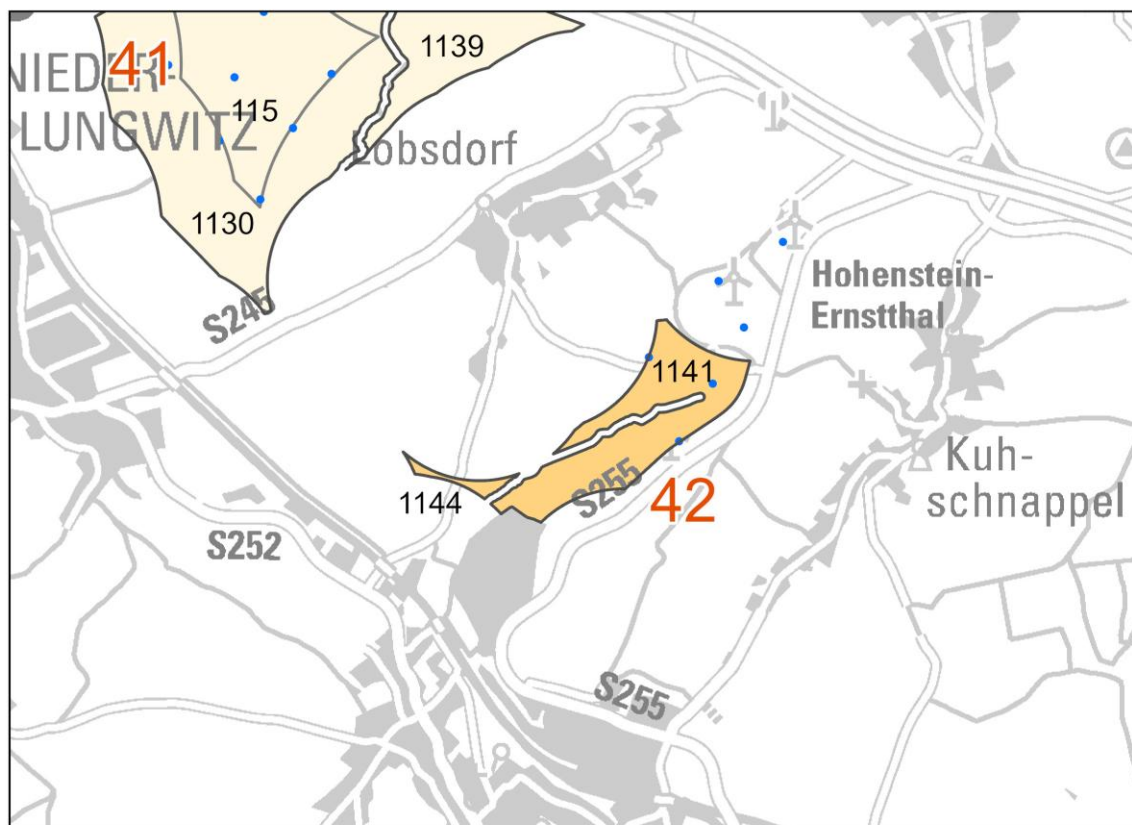 1139
41
NIEDER-
115
LUNGWITZ
Lobsdorf
1130
S245
Hohenstein-
Ernstthal
1141
1144
S255
42
Kuh-
schnappel
S252
S255